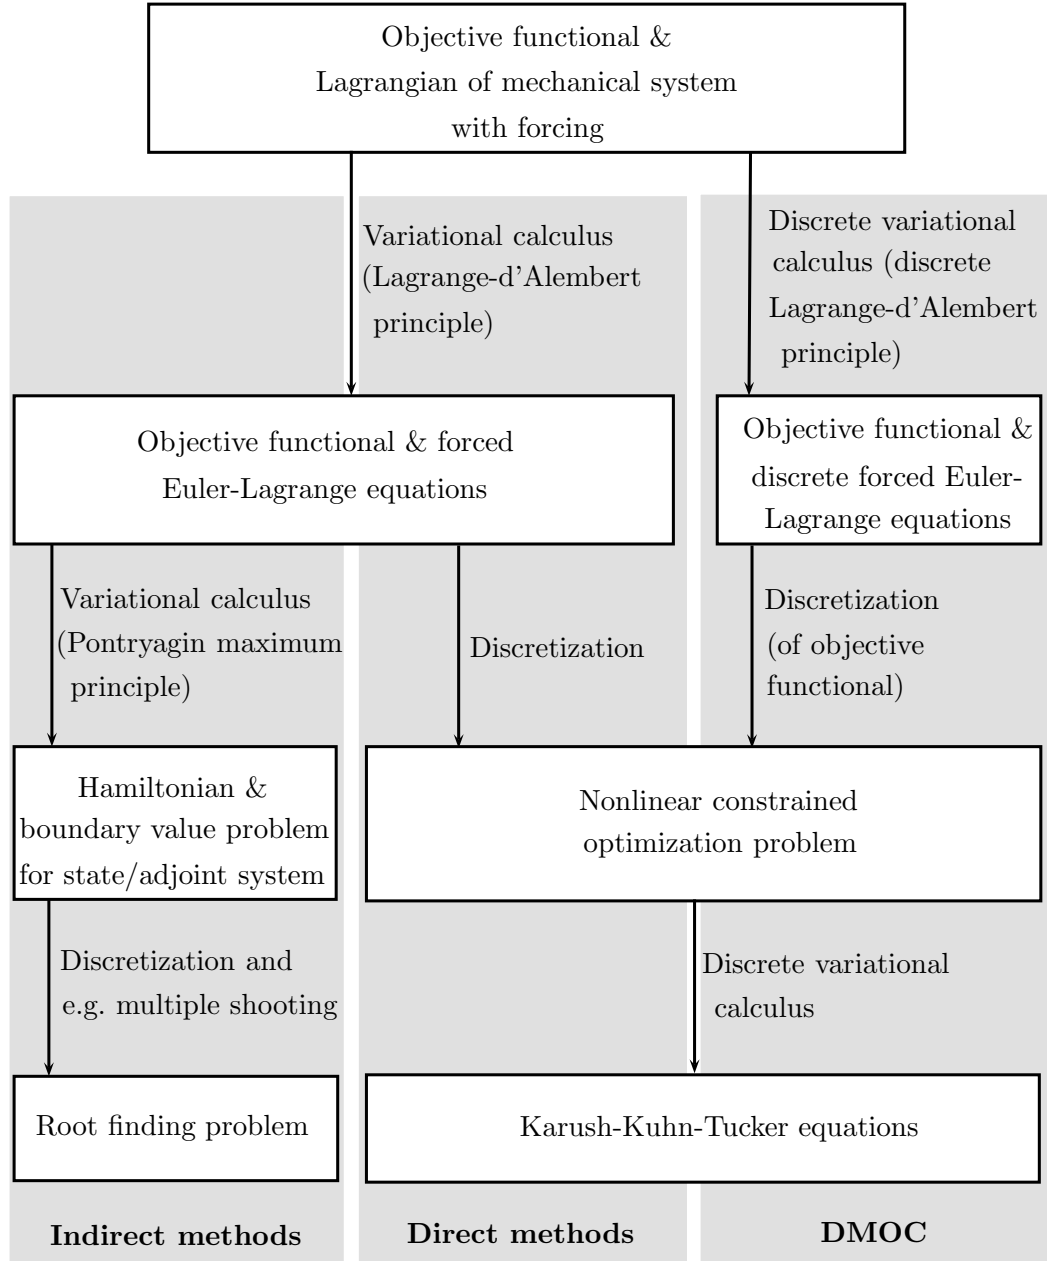 Objective functional &
Lagrangian of mechanical system
with forcing
Variational calculus
(Lagrange-d'Alembert
principle)
Discrete variational
calculus (discrete
Lagrange-d'Alembert
principle)
Objective functional & forced
Euler-Lagrange equations
Objective functional &
discrete forced Euler-
Lagrange equations
Variational calculus
(Pontryagin maximum
principle)
Discretization
Discretization
(of objective
functional)
Hamiltonian &
boundary value problem
for state/adjoint system
Nonlinear constrained
optimization problem
Discretization and
e.g. multiple shooting
Discrete variational
calculus
Root finding problem
Karush-Kuhn-Tucker equations
Indirect methods
Direct methods
DMOC